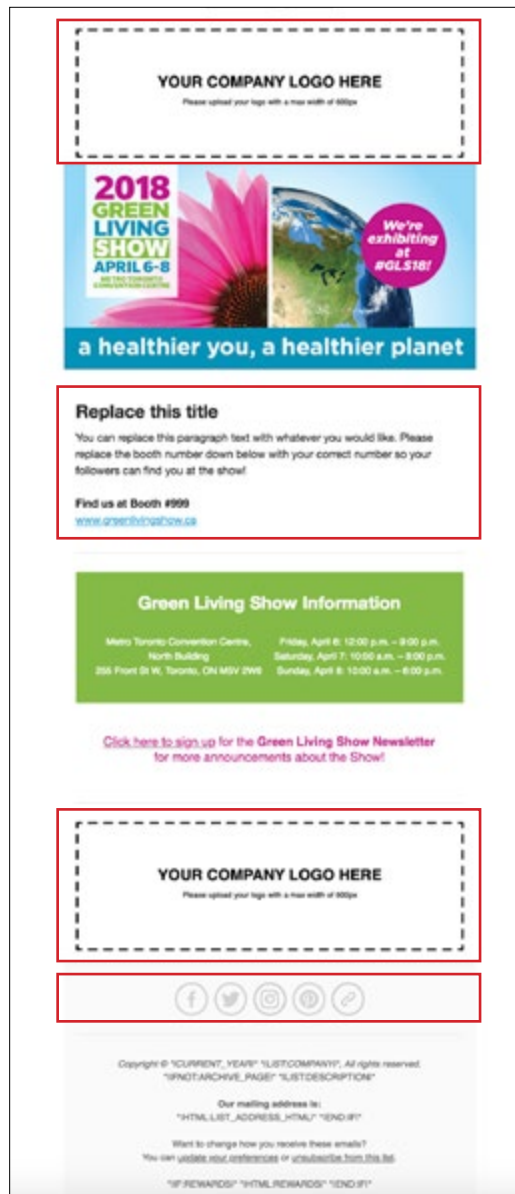 YOUR COMPANY LOGO HERE
Please upload your logo with a max width of 600px
2018
GREEN
LIVING
SHOW
APRIL 6-8
METRO TORONTO
CONVENTION CENTRE
We're
exhibiting
at
#GLS18!
a healthier you, a healthier planet
Replace this title
You can replace this paragraph text with whatever you would like. Please
replace the booth number down below with your correct number so your
followers can find you at the show!
Find us at Booth #999
www.greenlivingshow.ca
Green Living Show Information
Metro Toronto Convention Centre,
North Building
255 Front St W, Toronto, ON M5V 2W6
Friday, April 6: 12:00 p.m. – 9:00 p.m.
Saturday, April 7: 10:00 a.m. – 9:00 p.m.
Sunday, April 8: 10:00 a.m. – 6:00 p.m.
Click here to sign up for the Green Living Show Newsletter
for more announcements about the Show!
YOUR COMPANY LOGO HERE
Please upload your logo with a max width of 600px
Copyright © *|CURRENT_YEAR|* *|LIST:COMPANY|*, All rights reserved.
*|IFNOT:ARCHIVE_PAGE|* *|LIST:DESCRIPTION|*
Our mailing address is:
*|HTML:LIST_ADDRESS_HTML|* *|END:IF|*
Want to change how you receive these emails?
You can update your preferences or unsubscribe from this list.
*|IF:REWARDS|* *|HTML:REWARDS|* *|END:IF|*